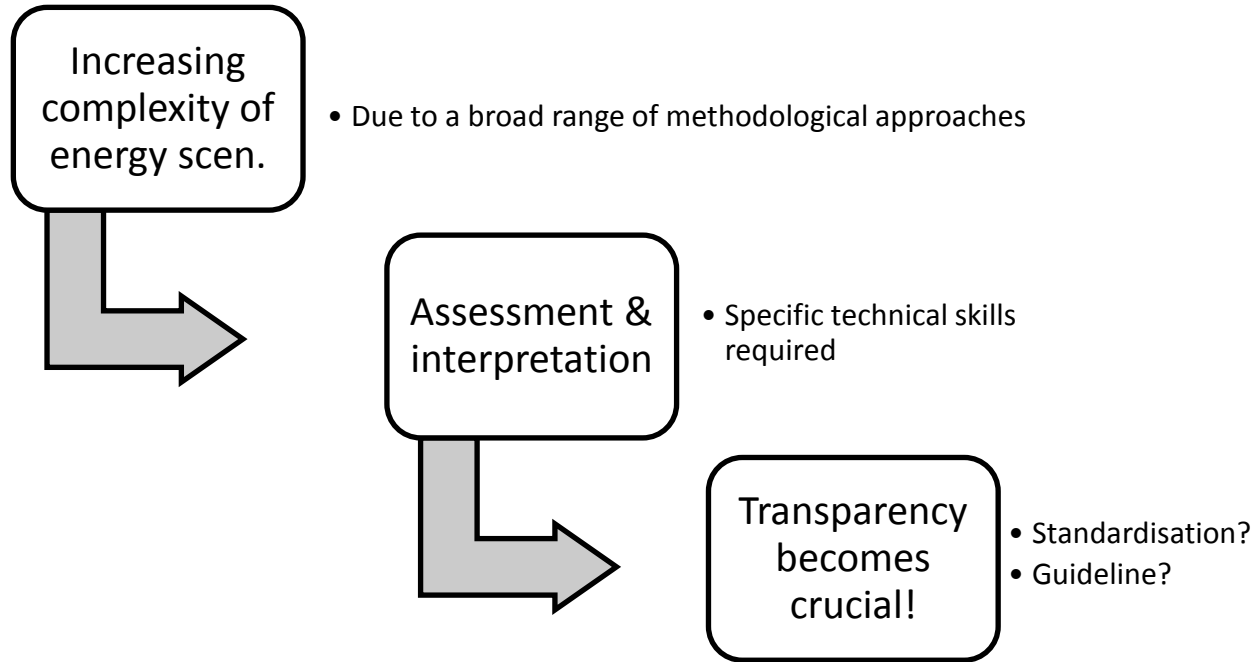 Increasing
complexity of
energy scen.
• Due to a broad range of methodological approaches
Assessment &
interpretation
• Specific technical skills
required
Transparency
becomes
crucial!
• Standardisation?
• Guideline?